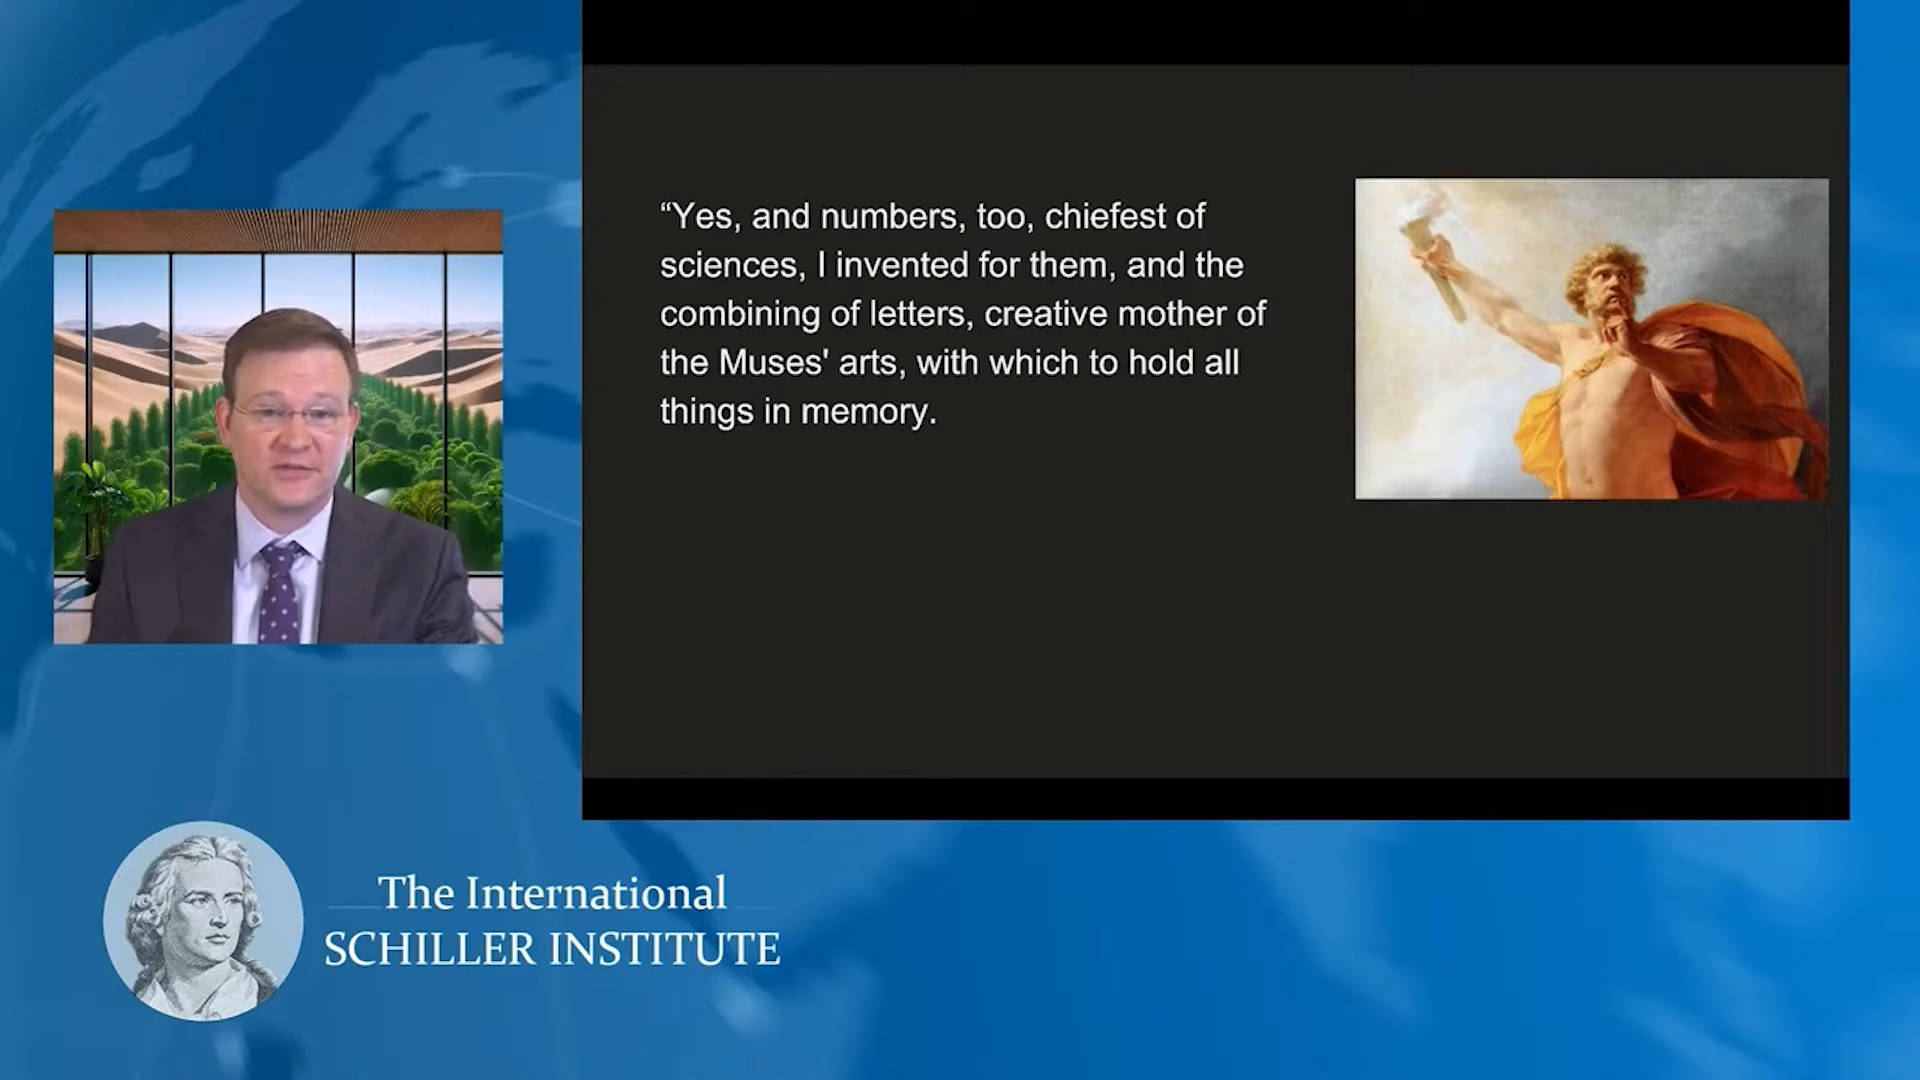 “Yes, and numbers, too, chiefest of
sciences, I invented for them, and the
combining of letters, creative mother of
the Muses' arts, with which to hold all
things in memory.
The International
SCHILLER INSTITUTE